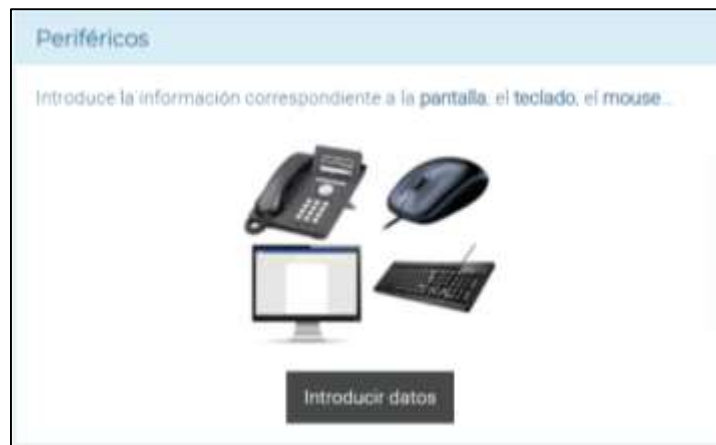 Periféricos
Introduce la información correspondiente a la pantalla, el teclado, el mouse...
Introducir datos